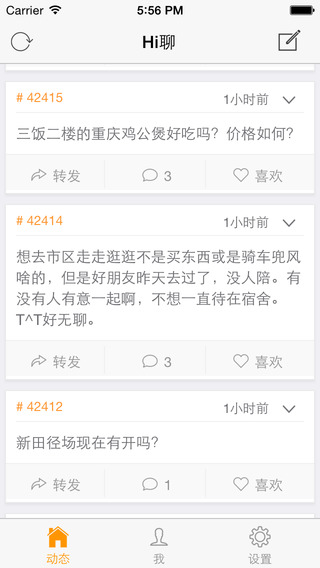 Carrier 5:56 PM
Hi聊
# 42415 1小时前
三饭二楼的重庆鸡公煲好吃吗？价格如何？
转发 3 喜欢
# 42414 1小时前
想去市区走走逛逛不是买东西或是骑车兜风
啥的，但是好朋友昨天去过了，没人陪。有
没有人有意一起啊，不想一直待在宿舍。
T^T好无聊。
转发 3 喜欢
# 42412 1小时前
新田径场现在有开吗？
转发 1 喜欢
动态 我 设置